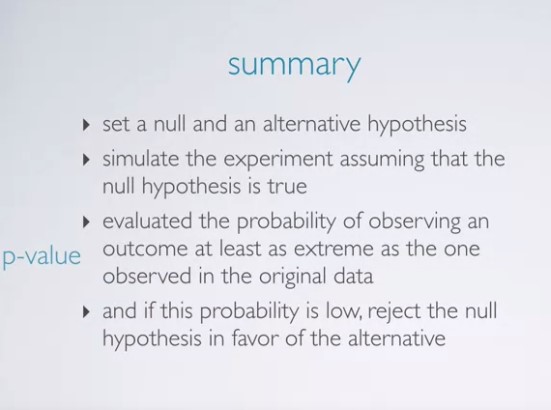 summary
▸ set a null and an alternative hypothesis
▸ simulate the experiment assuming that the
null hypothesis is true
▸ evaluated the probability of observing an
p-value outcome at least as extreme as the one
observed in the original data
▸ and if this probability is low, reject the null
hypothesis in favor of the alternative